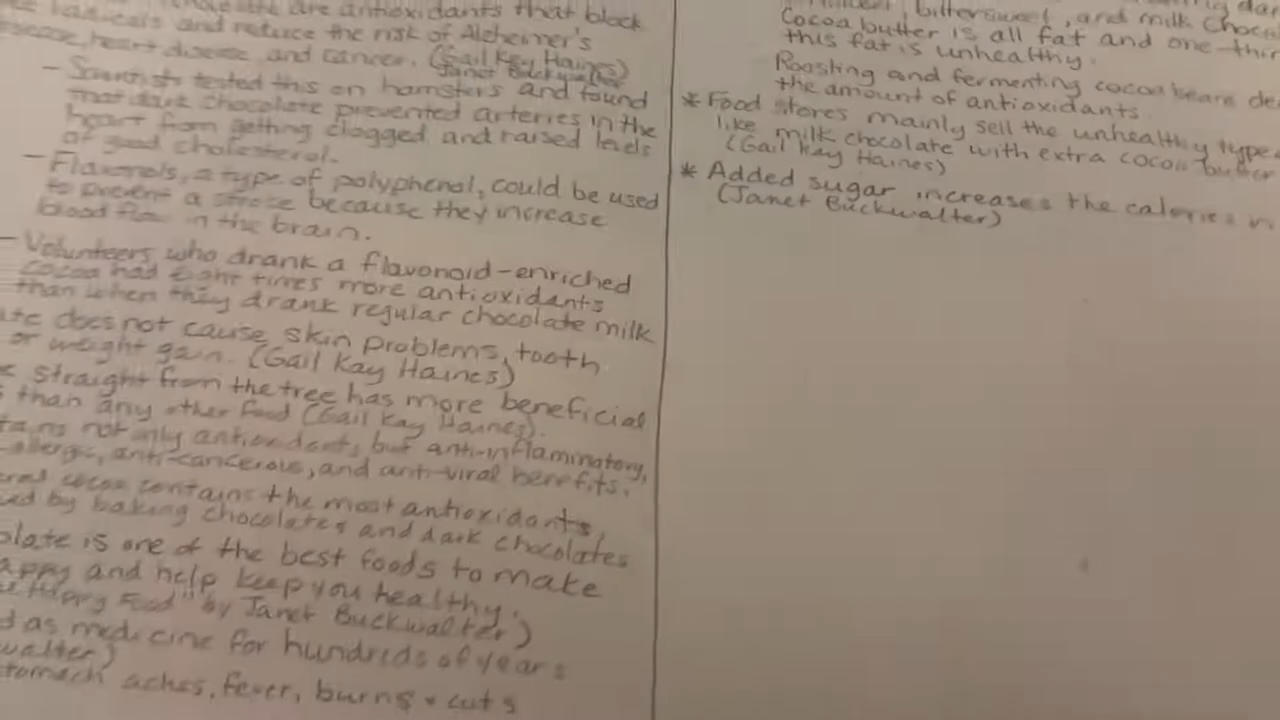 are antioxidants that block
and reduce the risk of Alzheimer's
heart disease, and cancer. (Gail Kay Haines)
Janet Buckwalter
- Scientists tested this on hamsters and found
that dark chocolate prevented arteries in the
heart from getting clogged and raised levels
of good cholesterol.
- Flavonols, a type of polyphenol, could be used
to prevent a stroke because they increase
blood flow in the brain.
- Volunteers who drank a flavonoid-enriched
cocoa had eight times more antioxidants
than when they drank regular chocolate milk
does not cause skin problems, tooth
or weight gain. (Gail Kay Haines)
straight from the tree has more beneficial
than any other food (Gail Kay Haines).
not only antioxidants, but anti-inflammatory,
anti-cancerous, and anti-viral benefits.
cocoa contains the most antioxidants,
by baking chocolates and dark chocolates
is one of the best foods to make
and help keep you healthy.
Happy Food" by Janet Buckwalter)
as medicine for hundreds of years
aches, fever, burns + cuts
bittersweet, and milk
Cocoa butter is all fat and
this fat is unhealthy.
Roasting and fermenting cocoa beans
the amount of antioxidants.
* Food stores mainly sell the unhealthy
like milk chocolate with extra cocoa butter
(Gail Kay Haines)
* Added sugar increases the calories
(Janet Buckwalter)